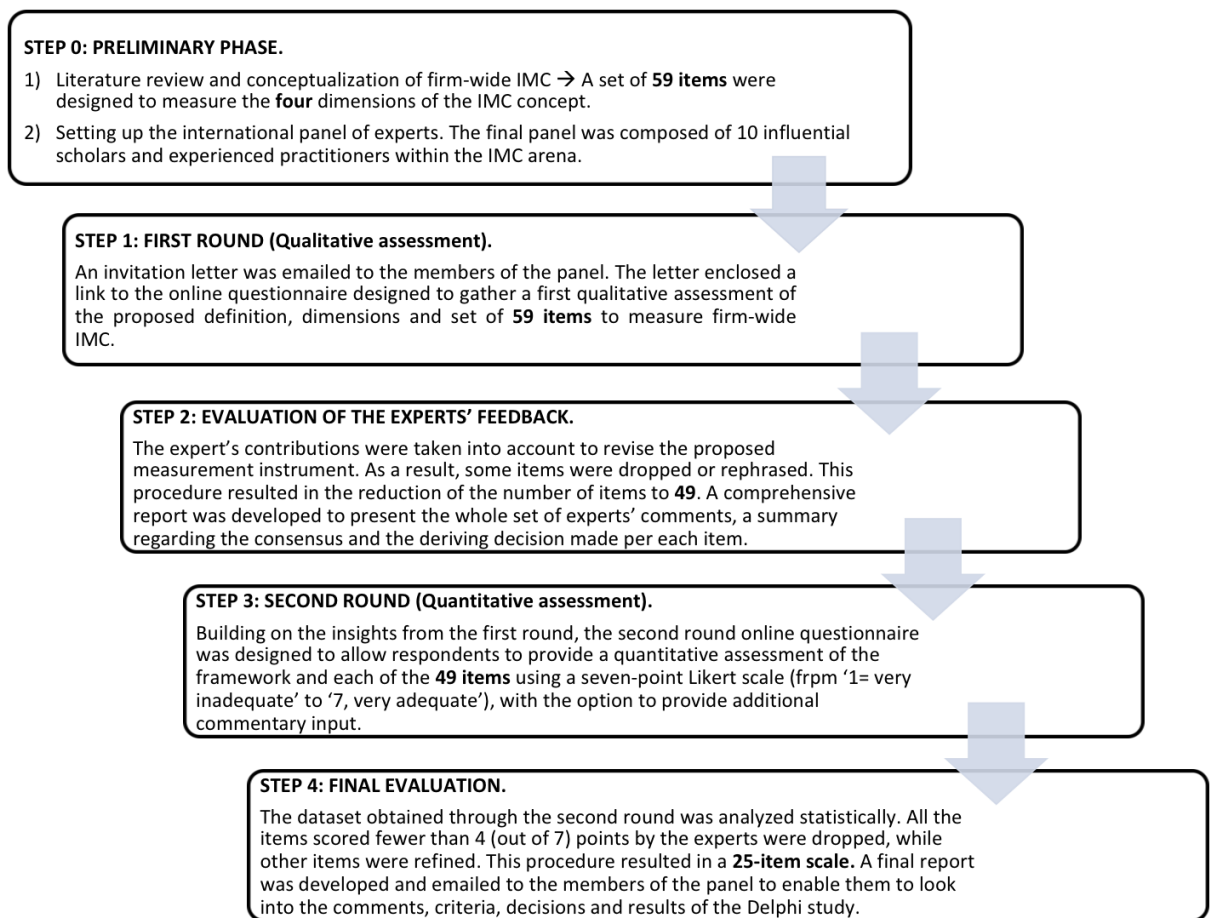 STEP 0: PRELIMINARY PHASE.
1) Literature review and conceptualization of firm-wide IMC → A set of 59 items were
designed to measure the four dimensions of the IMC concept.
2) Setting up the international panel of experts. The final panel was composed of 10 influential
scholars and experienced practitioners within the IMC arena.
STEP 1: FIRST ROUND (Qualitative assessment).
An invitation letter was emailed to the members of the panel. The letter enclosed a
link to the online questionnaire designed to gather a first qualitative assessment of
the proposed definition, dimensions and set of 59 items to measure firm-wide
IMC.
STEP 2: EVALUATION OF THE EXPERTS' FEEDBACK.
The expert's contributions were taken into account to revise the proposed
measurement instrument. As a result, some items were dropped or rephrased. This
procedure resulted in the reduction of the number of items to 49. A comprehensive
report was developed to present the whole set of experts' comments, a summary
regarding the consensus and the deriving decision made per each item.
STEP 3: SECOND ROUND (Quantitative assessment).
Building on the insights from the first round, the second round online questionnaire
was designed to allow respondents to provide a quantitative assessment of the
framework and each of the 49 items using a seven-point Likert scale (frpm '1= very
inadequate' to '7, very adequate'), with the option to provide additional
commentary input.
STEP 4: FINAL EVALUATION.
The dataset obtained through the second round was analyzed statistically. All the
items scored fewer than 4 (out of 7) points by the experts were dropped, while
other items were refined. This procedure resulted in a 25-item scale. A final report
was developed and emailed to the members of the panel to enable them to look
into the comments, criteria, decisions and results of the Delphi study.